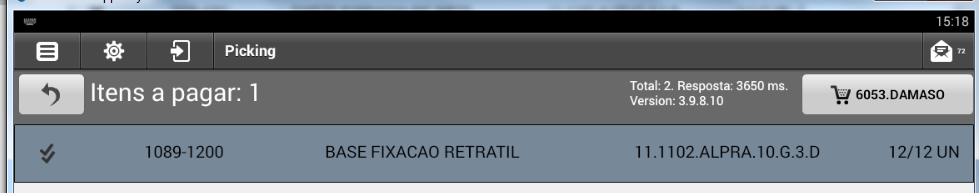 15:18
Picking
72
Itens a pagar: 1
Total: 2. Resposta: 3650 ms.
Version: 3.9.8.10
6053.DAMASO
1089-1200 BASE FIXACAO RETRATIL 11.1102.ALPRA.10.G.3.D 12/12 UN